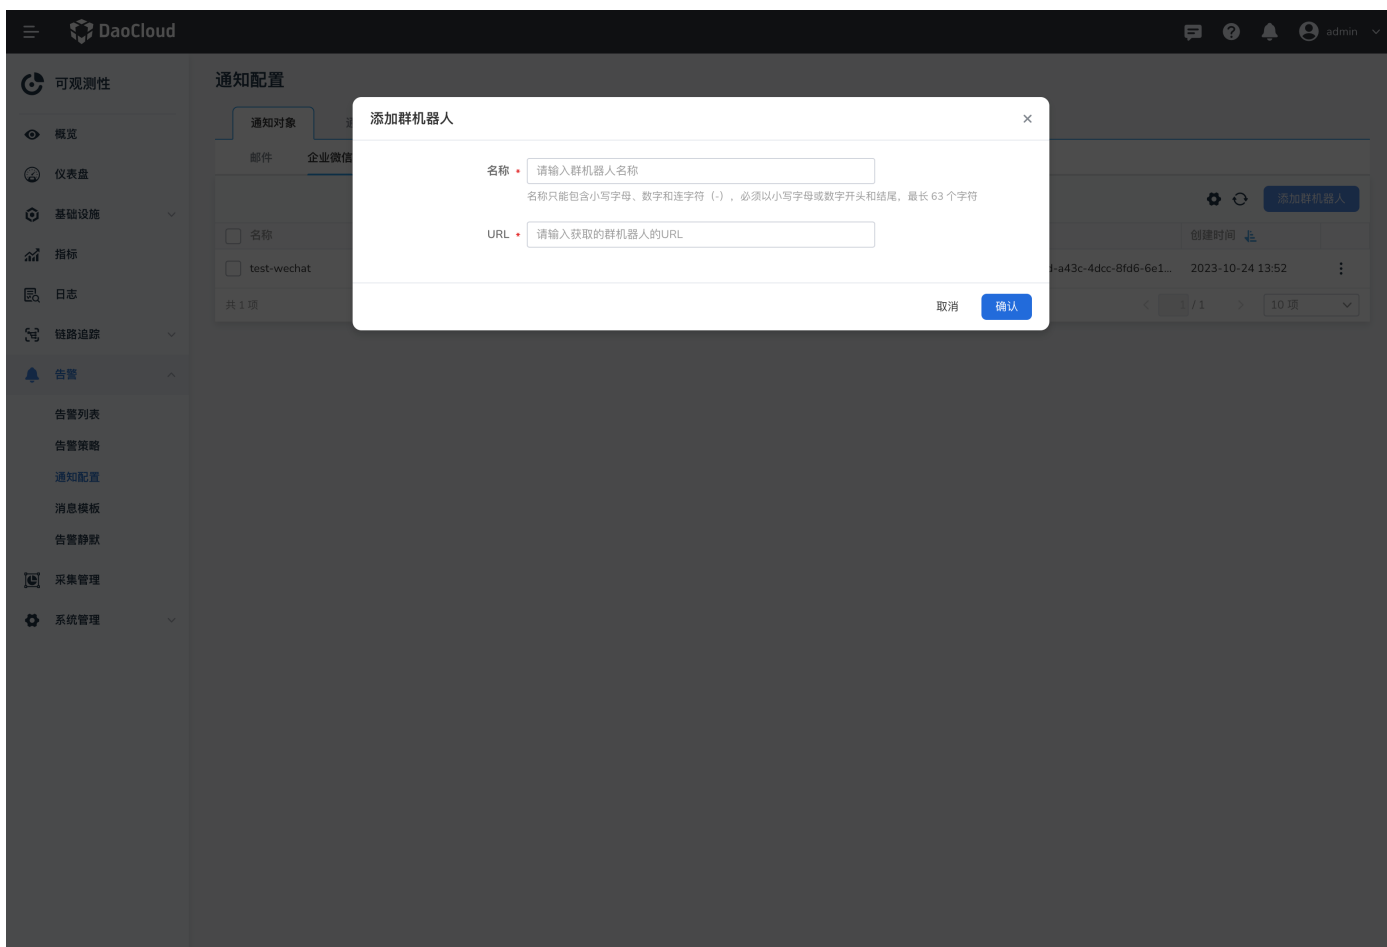 DaoCloud
admin
可观测性
概览
仪表盘
基础设施
指标
日志
链路追踪
告警
告警列表
告警策略
通知配置
消息模板
告警静默
采集管理
系统管理
通知配置
通知对象
邮件 企业微信
添加群机器人
名称 创建时间
test-wechat -a43c-4dcc-8fd6-6e1... 2023-10-24 13:52
共 1 项 1 / 1 10 项
添加群机器人
名称 * 请输入群机器人名称
名称只能包含小写字母、数字和连字符（-），必须以小写字母或数字开头和结尾，最长 63 个字符
URL * 请输入获取的群机器人的URL
取消 确认